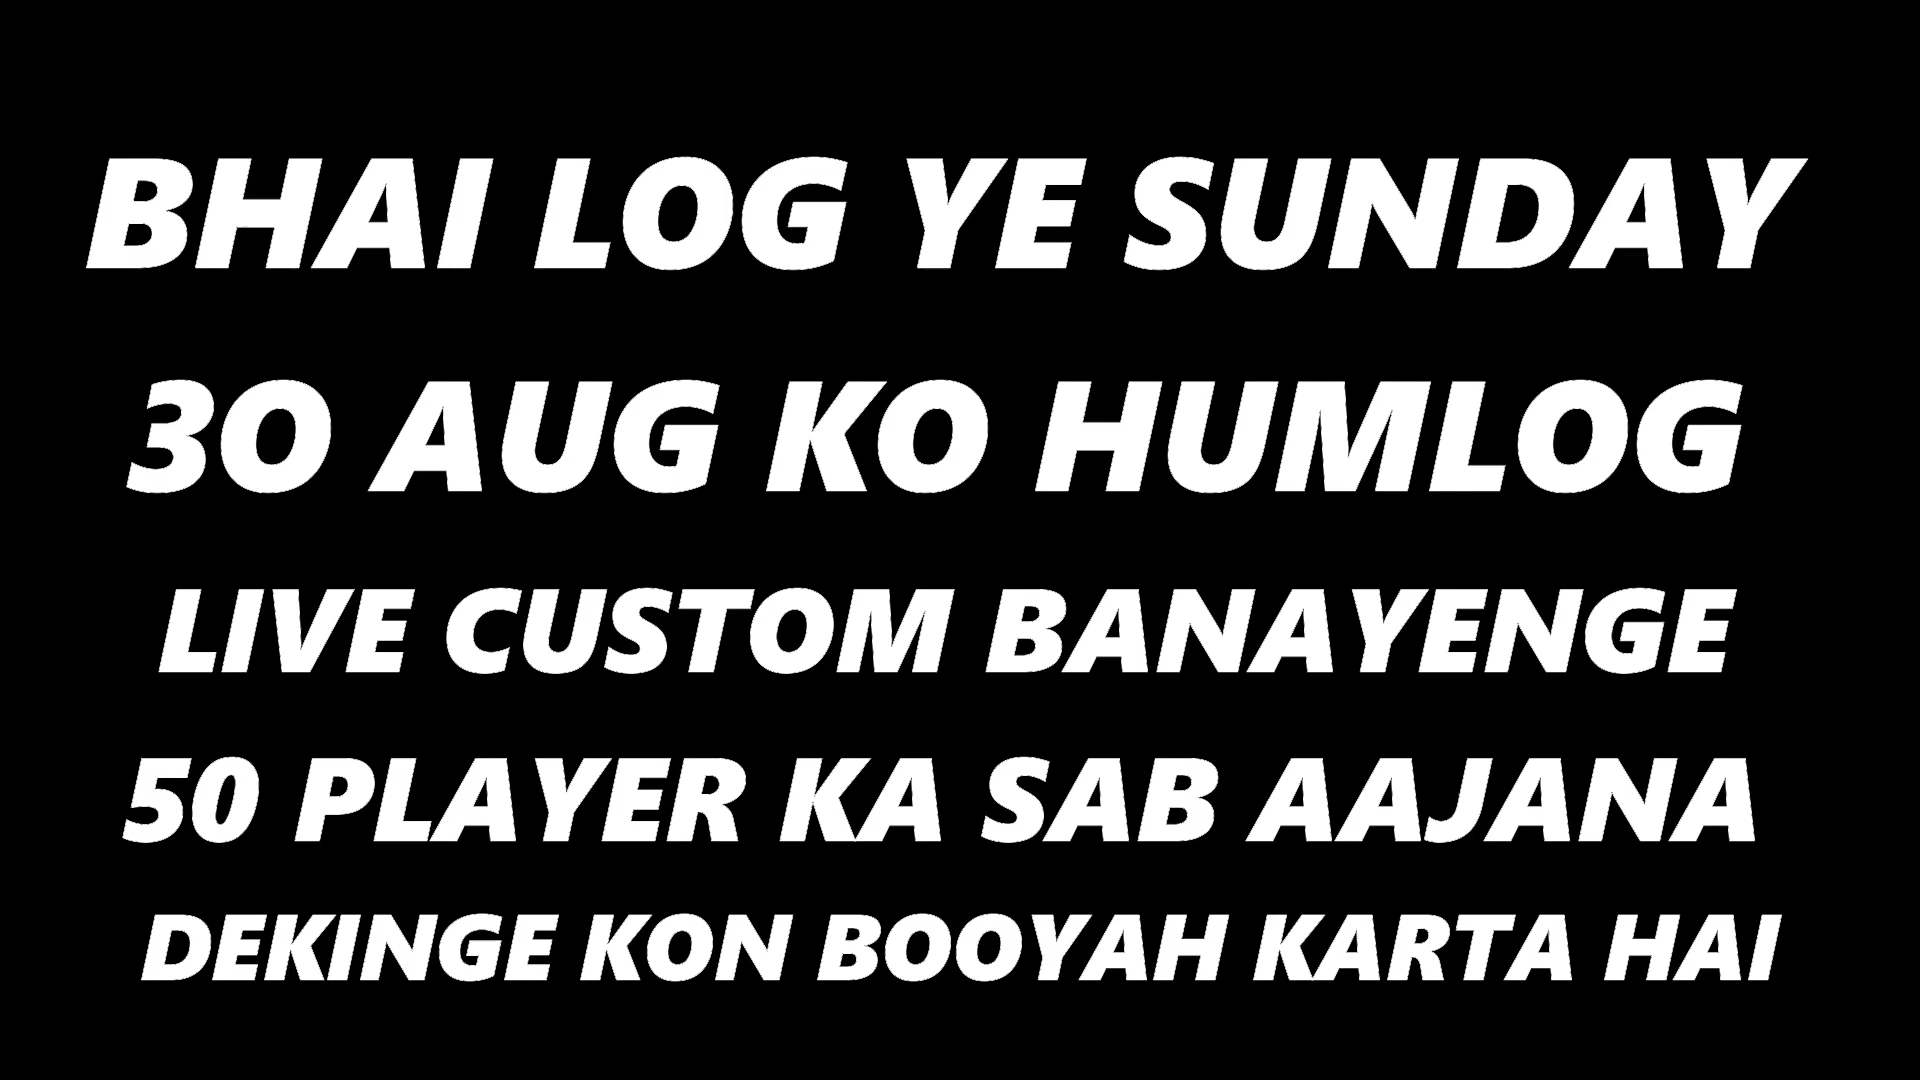 BHAI LOG YE SUNDAY
30 AUG KO HUMLOG
LIVE CUSTOM BANAYENGE
50 PLAYER KA SAB AAJANA
DEKINGE KON BOOYAH KARTA HAI